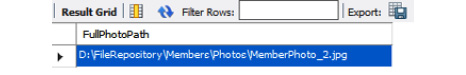 Result Grid Filter Rows: Export:
FullPhotoPath
D:\FileRepository\Members\Photos\MemberPhoto_2.jpg